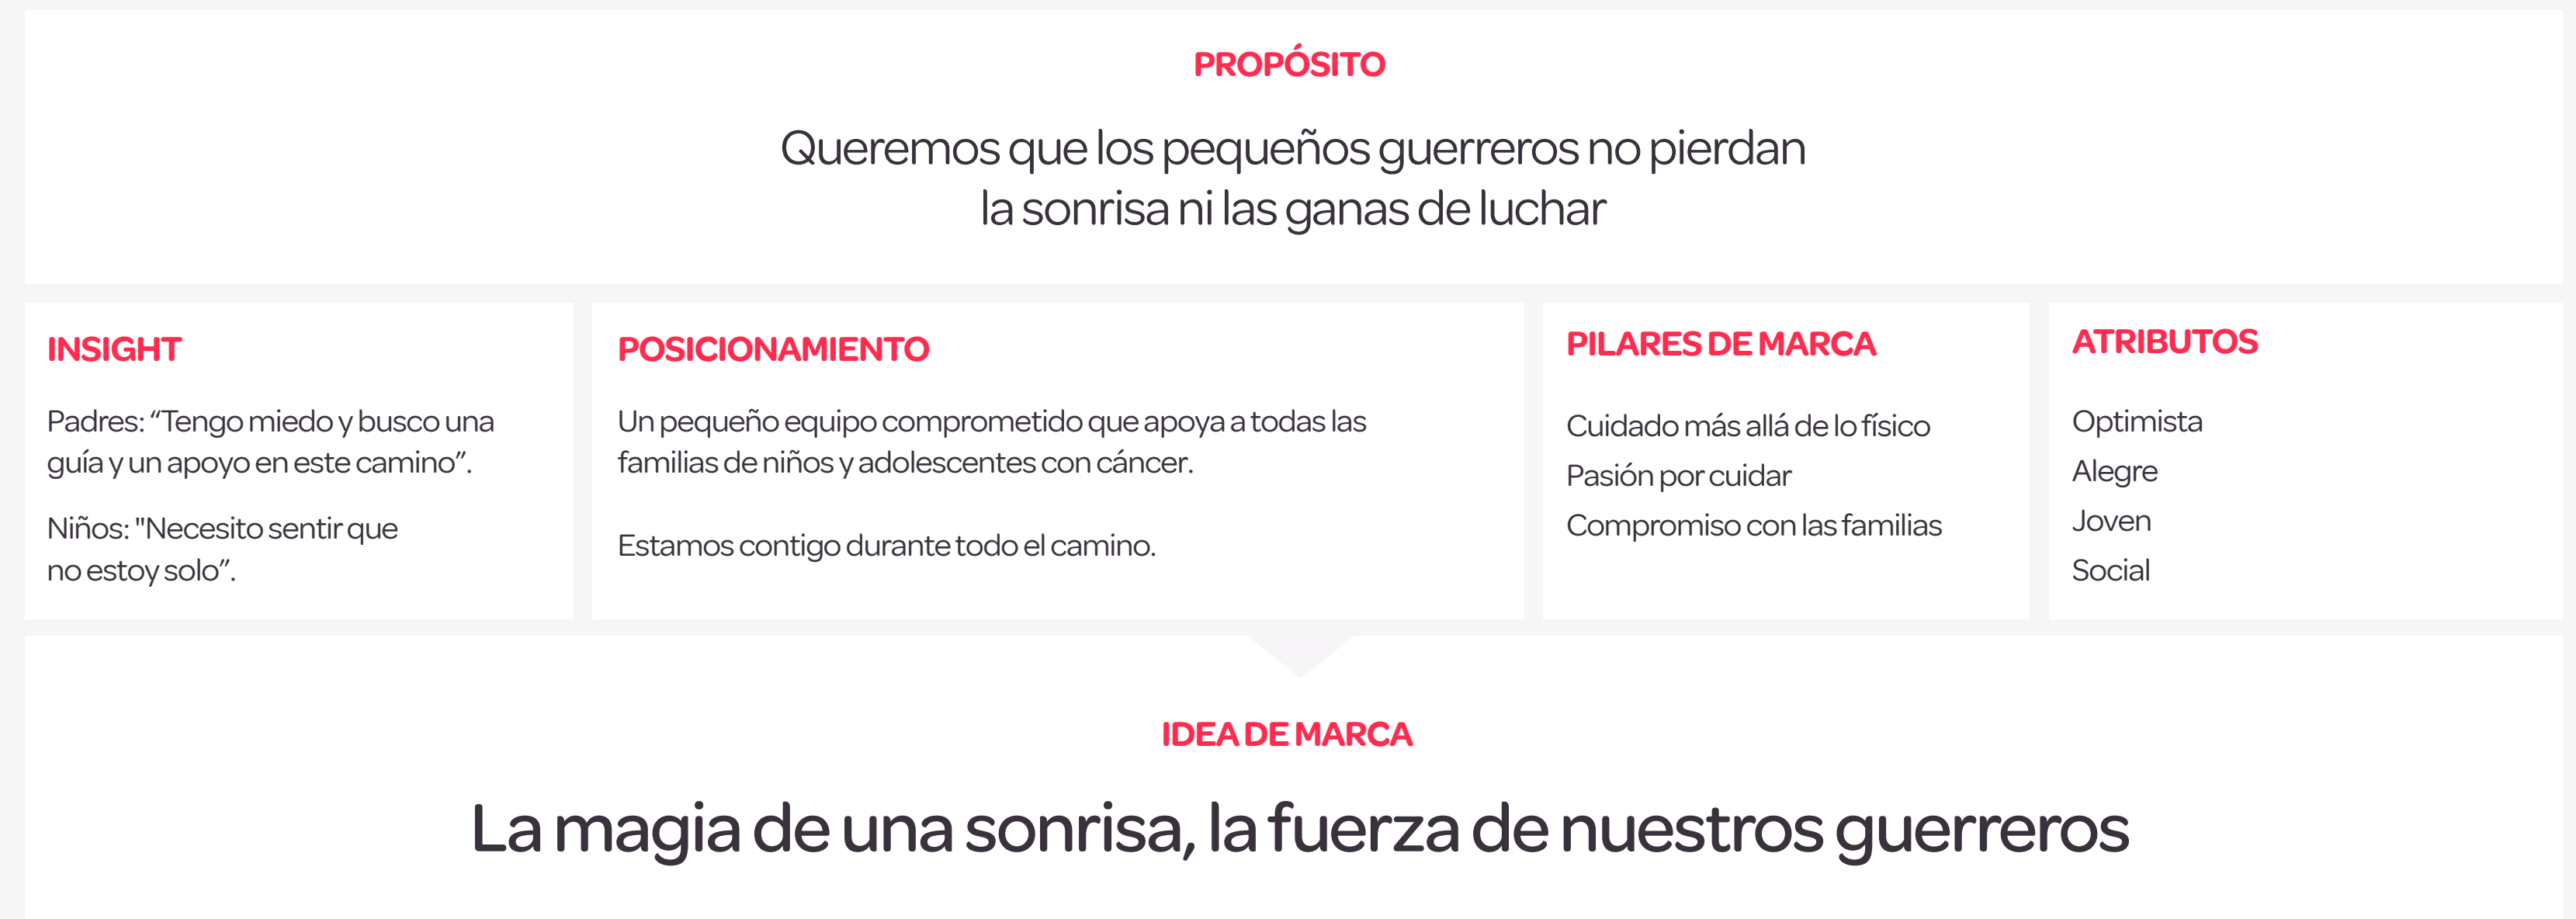 PROPÓSITO
Queremos que los pequeños guerreros no pierdan
la sonrisa ni las ganas de luchar
INSIGHT
Padres: “Tengo miedo y busco una
guía y un apoyo en este camino”.
Niños: "Necesito sentir que
no estoy solo”.
POSICIONAMIENTO
Un pequeño equipo comprometido que apoya a todas las
familias de niños y adolescentes con cáncer.
Estamos contigo durante todo el camino.
PILARES DE MARCA
Cuidado más allá de lo físico
Pasión por cuidar
Compromiso con las familias
ATRIBUTOS
Optimista
Alegre
Joven
Social
IDEA DE MARCA
La magia de una sonrisa, la fuerza de nuestros guerreros